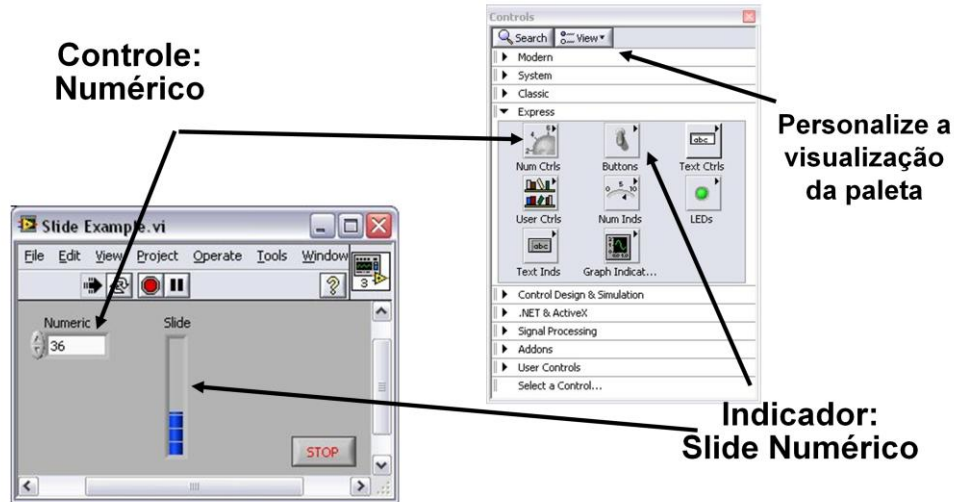 Controle:
Numérico
Controls
Search View
Modern
System
Classic
Express
Num Ctrls Buttons Text Ctrls
User Ctrls Num Inds LEDs
Text Inds Graph Indicat...
Control Design & Simulation
.NET & ActiveX
Signal Processing
Addons
User Controls
Select a Control...
Personalize a
visualização
da paleta
Slide Example.vi
File Edit View Project Operate Tools Window
3
Numeric Slide
36
STOP
Indicador:
Slide Numérico